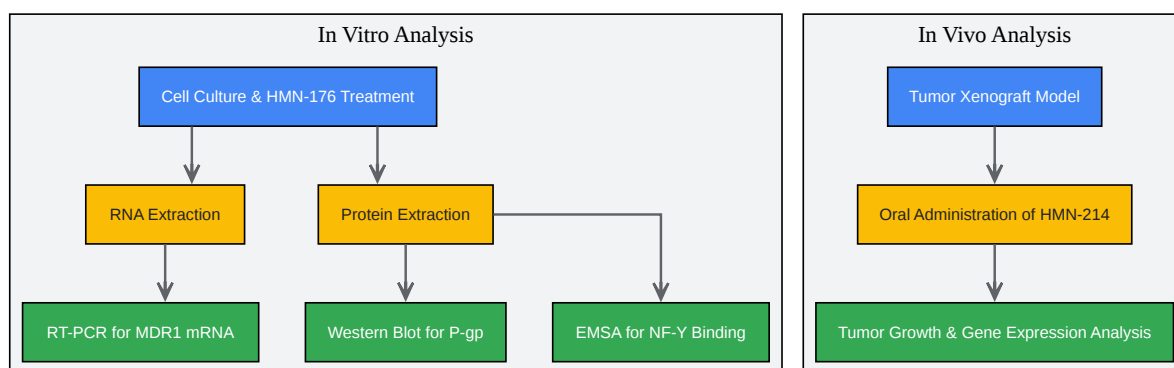 In Vitro Analysis
Cell Culture & HMN-176 Treatment
RNA Extraction
Protein Extraction
RT-PCR for MDR1 mRNA
Western Blot for P-gp
EMSA for NF-Y Binding
In Vivo Analysis
Tumor Xenograft Model
Oral Administration of HMN-214
Tumor Growth & Gene Expression Analysis